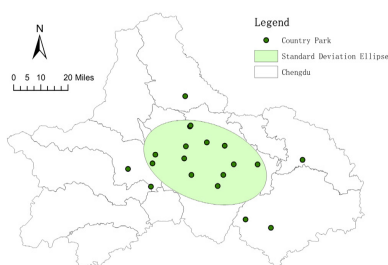 N
0 5 10 20 Miles
Legend
Country Park
Standard Deviation Ellipse
Chengdu